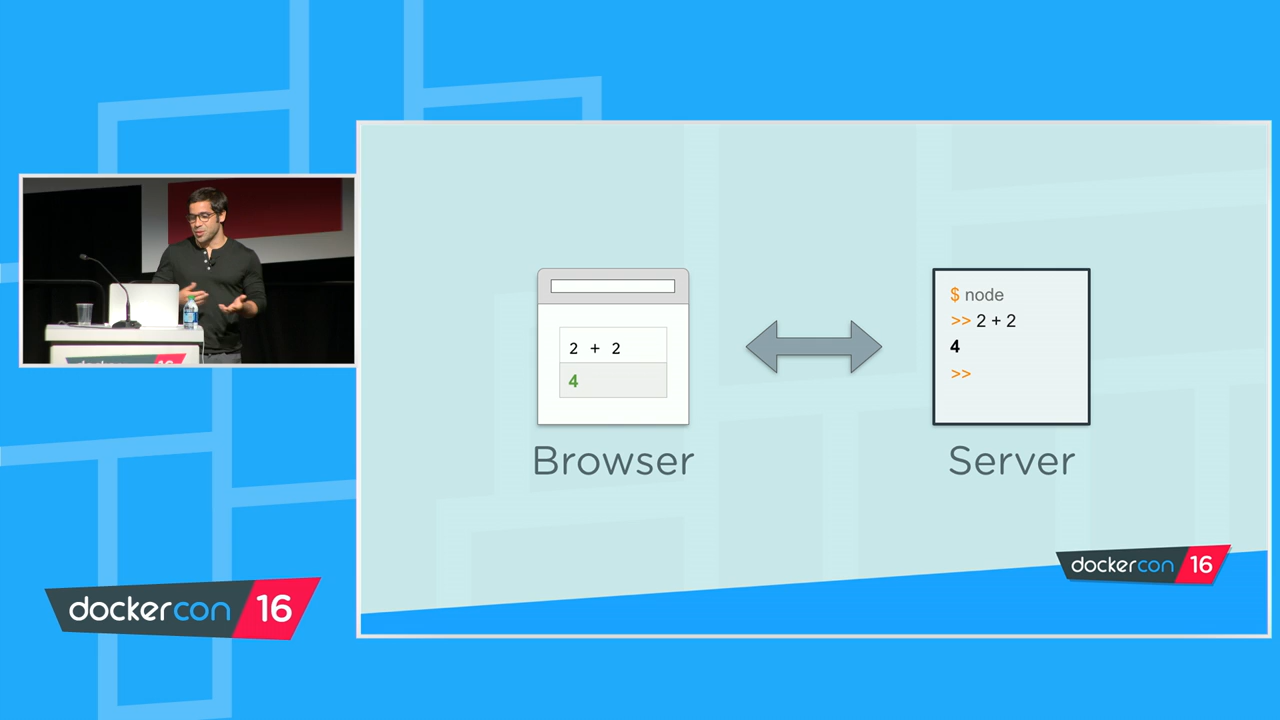 2 + 2
4
Browser
$ node
>> 2 + 2
4
>>
Server
dockercon 16
dockercon 16